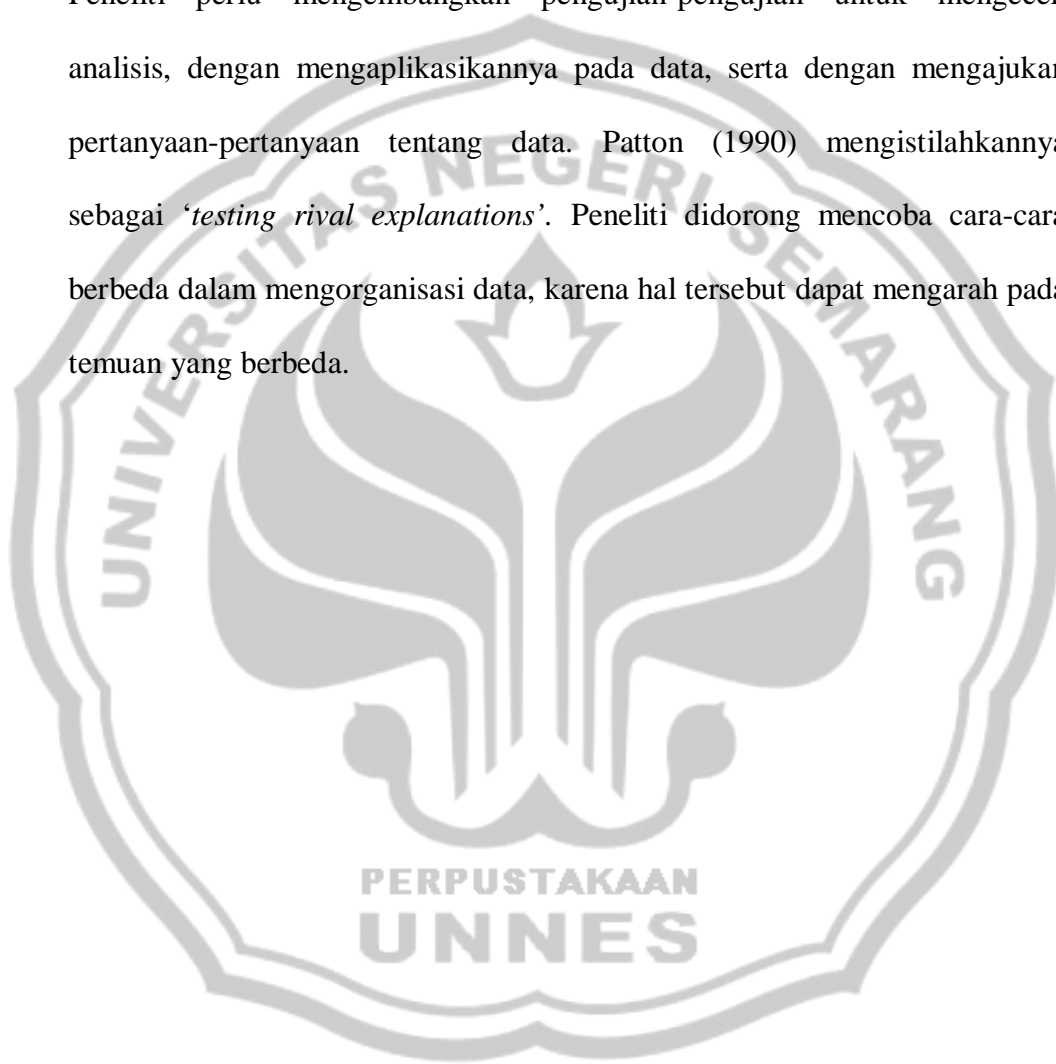 Peneliti perlu mengembangkan pengujian-pengujian untuk mengecek
analisis, dengan mengaplikasikannya pada data, serta dengan mengajukan
pertanyaan-pertanyaan tentang data. Patton (1990) mengistilahkannya
sebagai ‘testing rival explanations’. Peneliti didorong mencoba cara-cara
berbeda dalam mengorganisasi data, karena hal tersebut dapat mengarah pada
temuan yang berbeda.
UNIVERSITAS NEGERI SEMARANG
PERPUSTAKAAN
UNNES